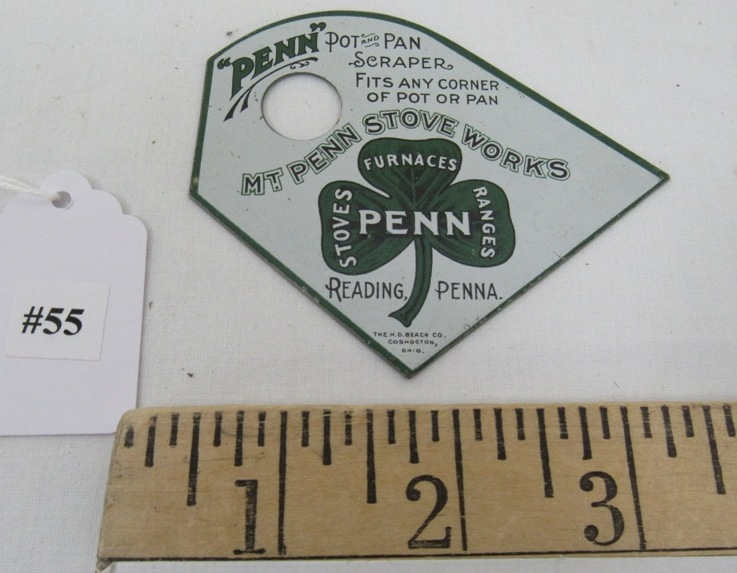 "PENN" POT AND PAN
SCRAPER
FITS ANY CORNER
OF POT OR PAN
MT. PENN STOVE WORKS
FURNACES
STOVES
PENN
RANGES
READING, PENNA.
THE H.D. BEACH CO.
COSHOCTON,
OHIO.
#55
1 2 3